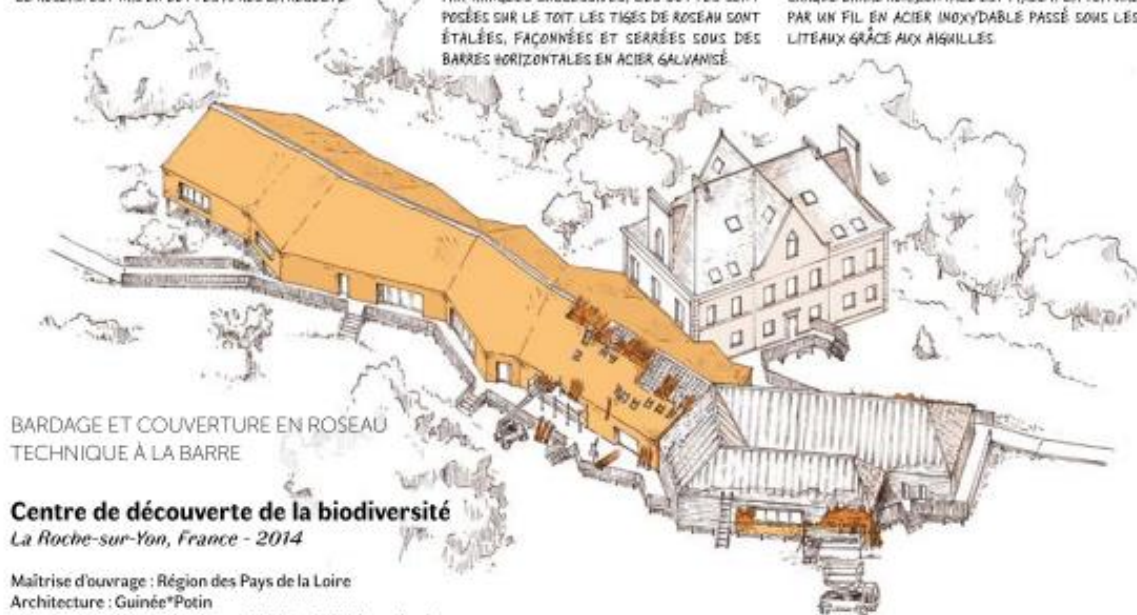 POSÉES SUR LE TOIT. LES TIGES DE ROSEAU SONT
ÉTALÉES, FAÇONNÉES ET SERRÉES SOUS DES
BARRES HORIZONTALES EN ACIER GALVANISÉ.
PAR UN FIL EN ACIER INOXYDABLE PASSÉ SOUS LES
LITEAUX GRÂCE AUX AIGUILLES.
BARDAGE ET COUVERTURE EN ROSEAU
TECHNIQUE À LA BARRE
Centre de découverte de la biodiversité
La Roche-sur-Yon, France - 2014
Maîtrise d'ouvrage : Région des Pays de la Loire
Architecture : Guinée*Potin